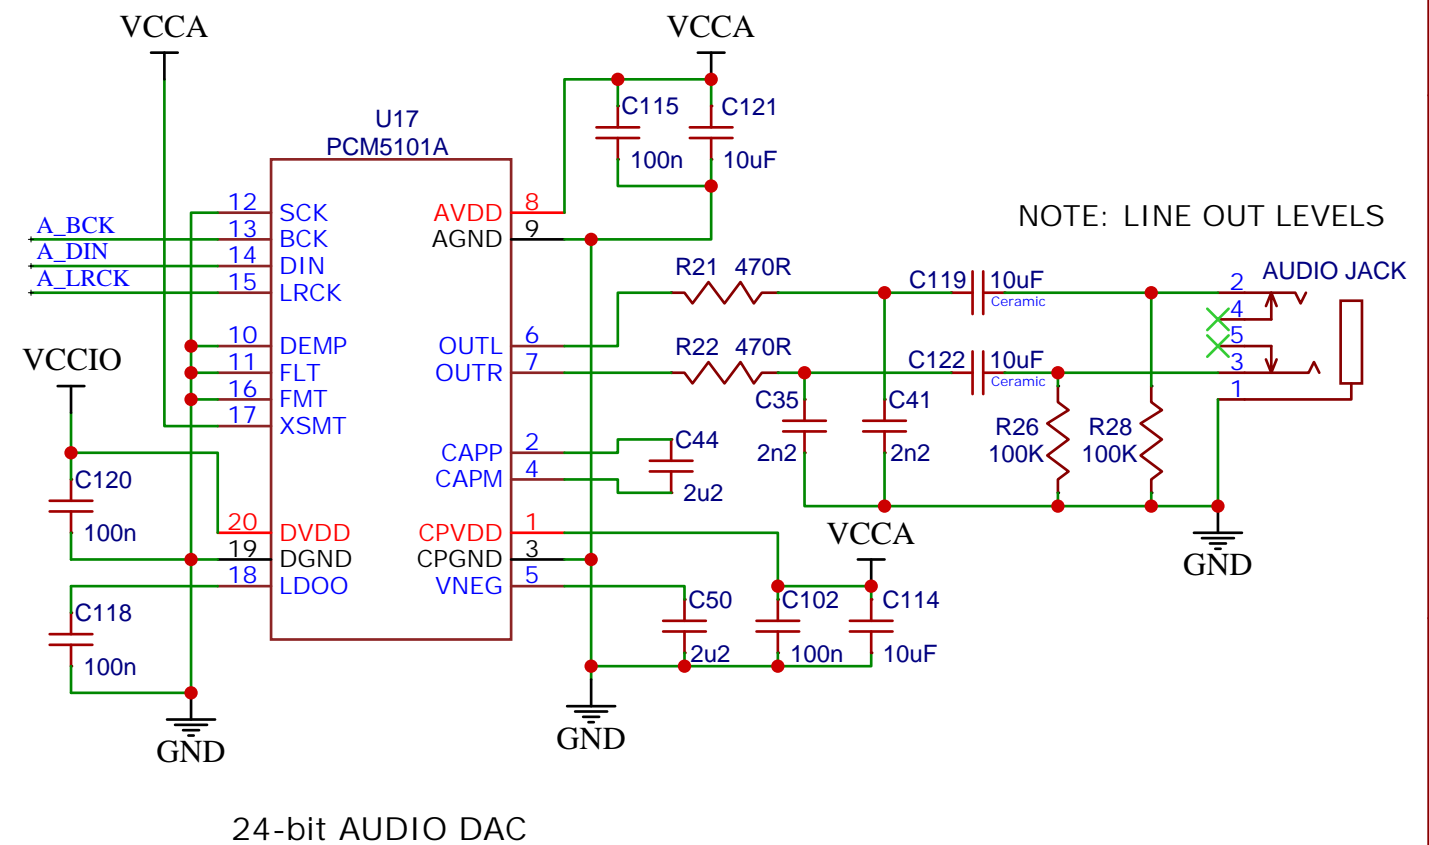 VCCA
VCCA
C115 C121
100n 10uF
U17
PCM5101A
12 SCK AVDD 8
13 BCK AGND 9
14 DIN
15 LRCK
10 DEMP OUTL 6
11 FLT OUTR 7
16 FMT
17 XSMT
CAPP 2
CAPM 4
20 DVDD CPVDD 1
19 DGND CPGND 3
18 LDOO VNEG 5
A_BCK
A_DIN
A_LRCK
VCCIO
C120
100n
C118
100n
GND
NOTE: LINE OUT LEVELS
R21 470R
R22 470R
C119 10uF
Ceramic
C122 10uF
Ceramic
AUDIO JACK
2
4
5
3
1
C35 C41
2n2 2n2
R26 R28
100K 100K
C44
2u2
VCCA
GND
C50 C102 C114
2u2 100n 10uF
GND
24-bit AUDIO DAC